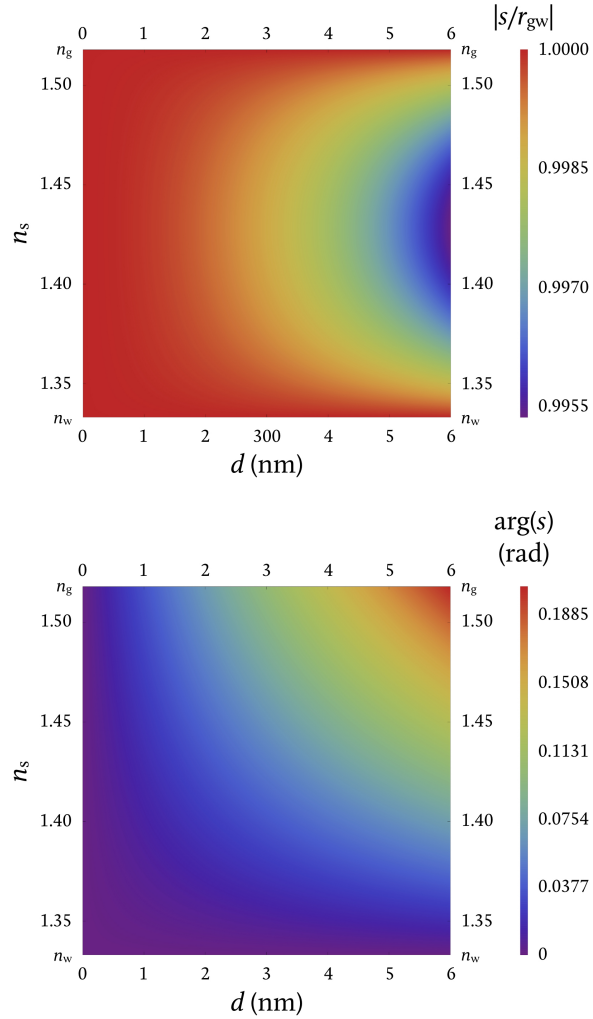 |s/r_gw|
0 1 2 3 4 5 6
n_g n_g 1.0000
1.50 1.50
0.9985
1.45 1.45
n_s
1.40 1.40 0.9970
1.35 1.35
0.9955
n_w n_w
0 1 2 300 4 5 6
d (nm)
arg(s)
(rad)
0 1 2 3 4 5 6
n_g n_g
0.1885
1.50 1.50
0.1508
1.45 1.45
0.1131
n_s
1.40 1.40 0.0754
0.0377
1.35 1.35
n_w n_w 0
0 1 2 3 4 5 6
d (nm)